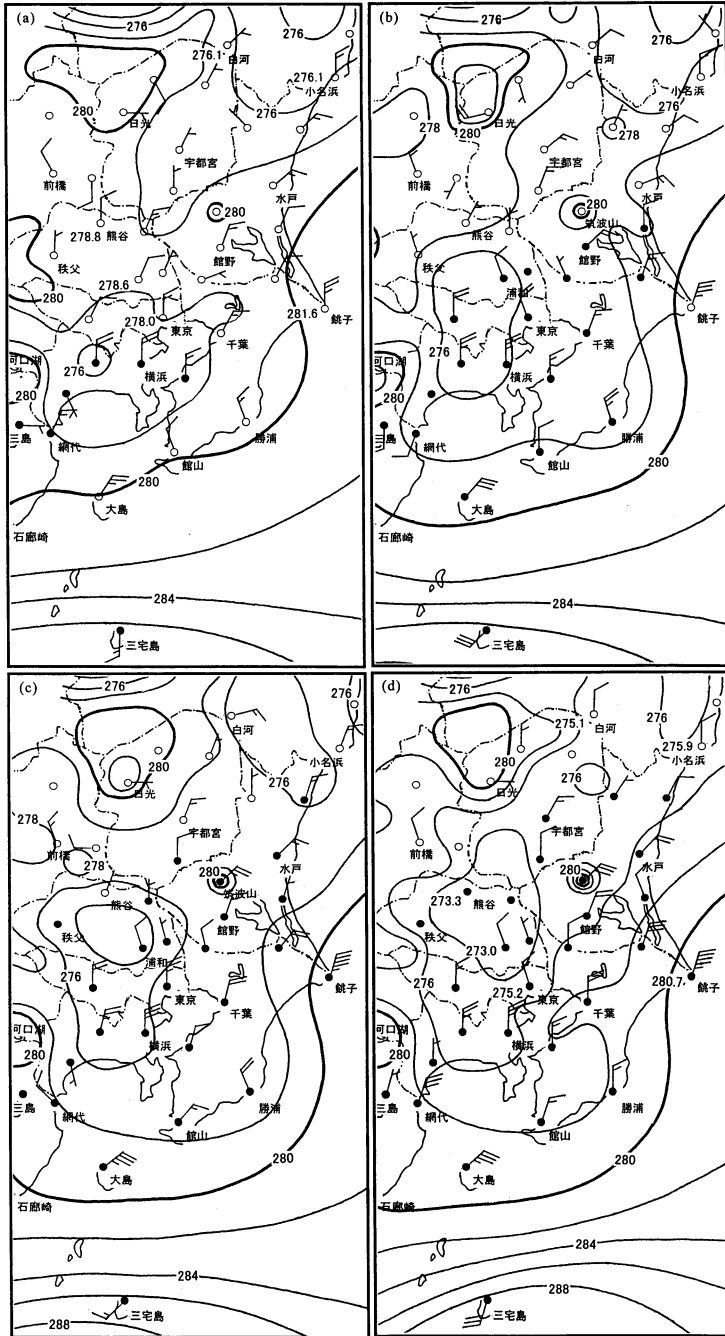 (a)
276
276
276.1
白河
276.1
小名浜
276
280
日光
宇都宮
前橋
280
水戸
278.8
熊谷
館野
秩父
280
278.6
278.0
東京
281.6
銚子
千葉
河口湖
276
横浜
280
三島
網代
勝浦
館山
280
大島
石廊崎
284
三宅島
(b)
276
276
白河
小名浜
276
280
日光
278
278
宇都宮
前橋
280
水戸
筑波山
熊谷
館野
秩父
浦和
東京
銚子
千葉
河口湖
276
横浜
280
三島
網代
勝浦
館山
280
大島
石廊崎
284
三宅島
(c)
276
276
白河
小名浜
280
276
日光
278
宇都宮
前橋
278
水戸
280
筑波山
熊谷
館野
秩父
浦和
276
東京
銚子
千葉
河口湖
横浜
280
三島
網代
勝浦
館山
280
大島
石廊崎
284
三宅島
288
(d)
276
275.1
白河
276
275.9
小名浜
280
日光
276
宇都宮
前橋
水戸
280
273.3
熊谷
館野
秩父
273.0
276
275.2
東京
280.7
銚子
千葉
河口湖
横浜
280
三島
網代
勝浦
館山
280
大島
石廊崎
284
288
三宅島